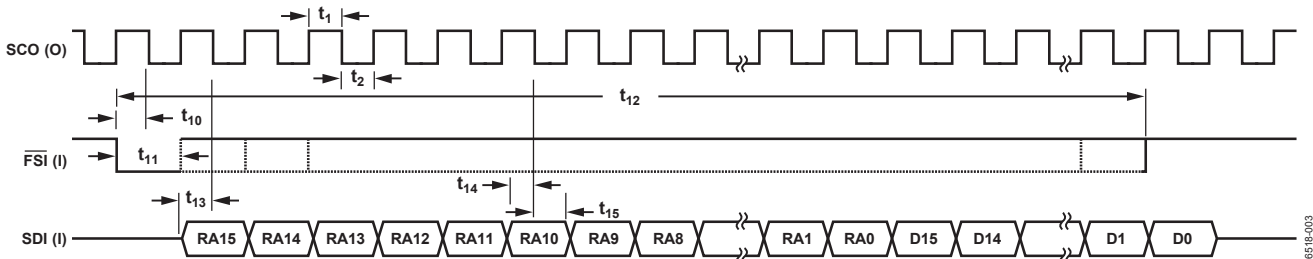 t1
SCO (O)
t2
t12
t10
FSI (I)
t11
t13
t14
t15
SDI (I)
RA15 RA14 RA13 RA12 RA11 RA10 RA9 RA8 RA1 RA0 D15 D14 D1 D0
6518-003